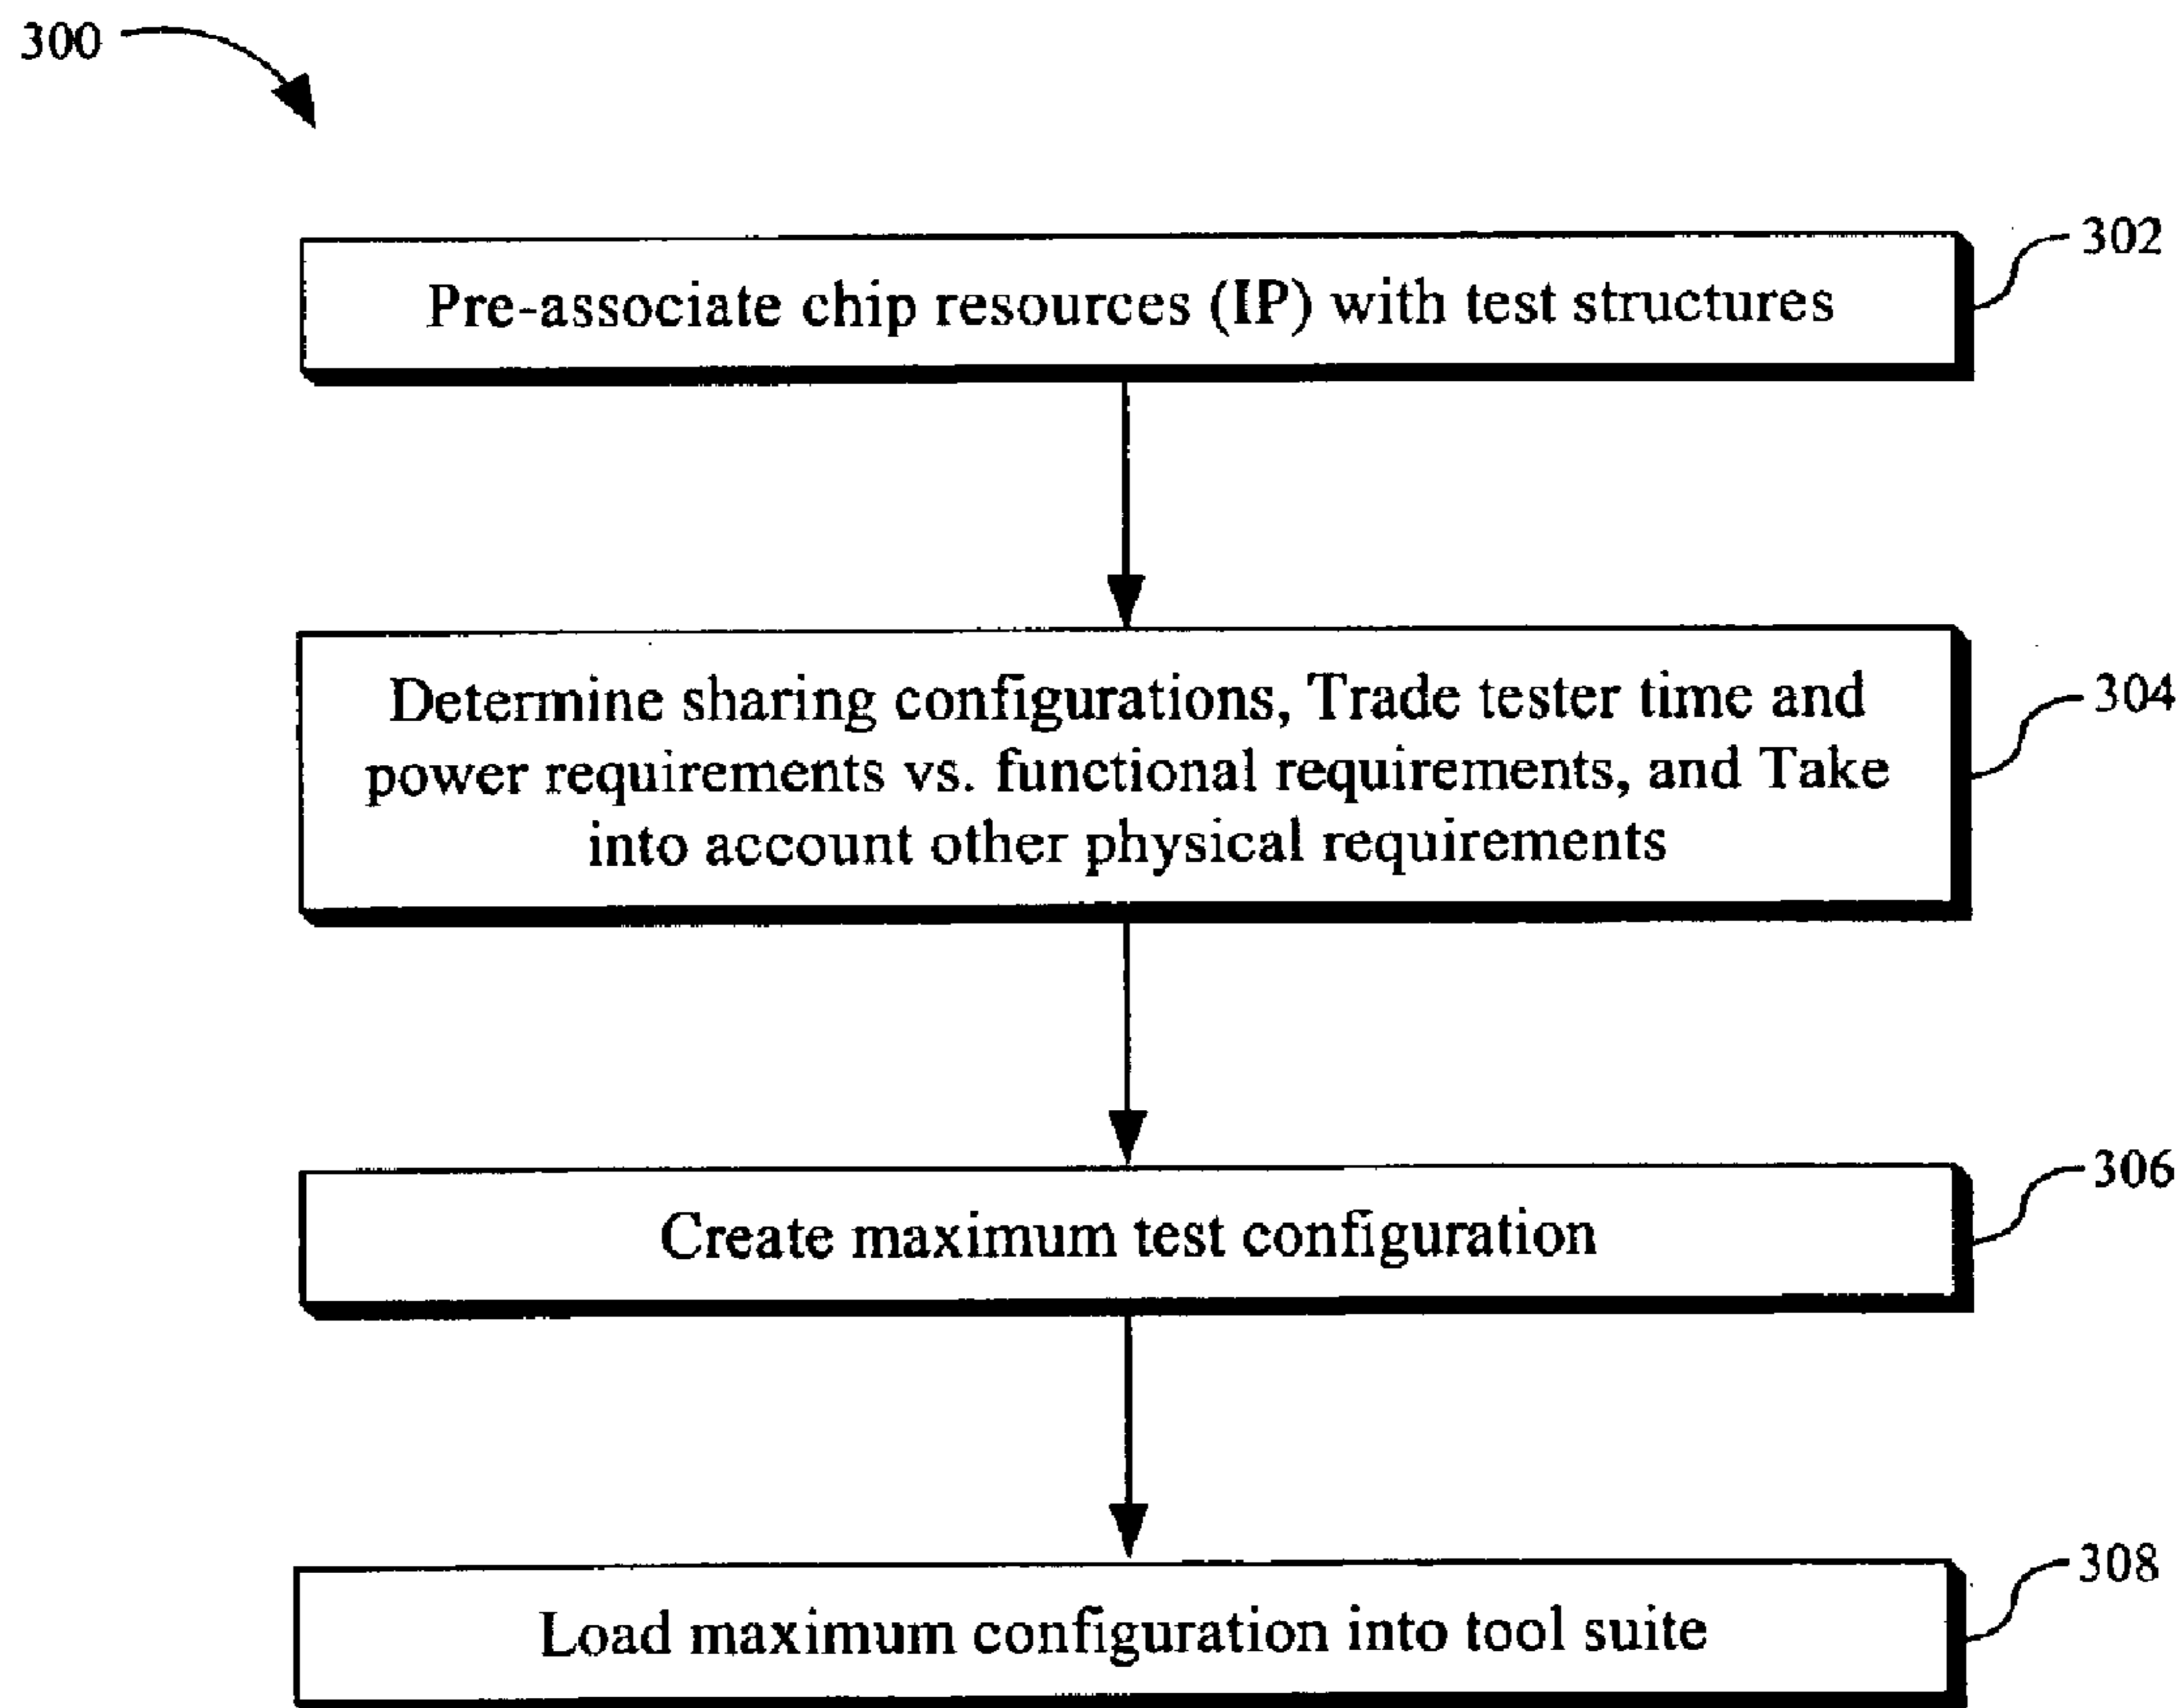 300
302
Pre-associate chip resources (IP) with test structures
304
Determine sharing configurations, Trade tester time and
power requirements vs. functional requirements, and Take
into account other physical requirements
306
Create maximum test configuration
308
Load maximum configuration into tool suite